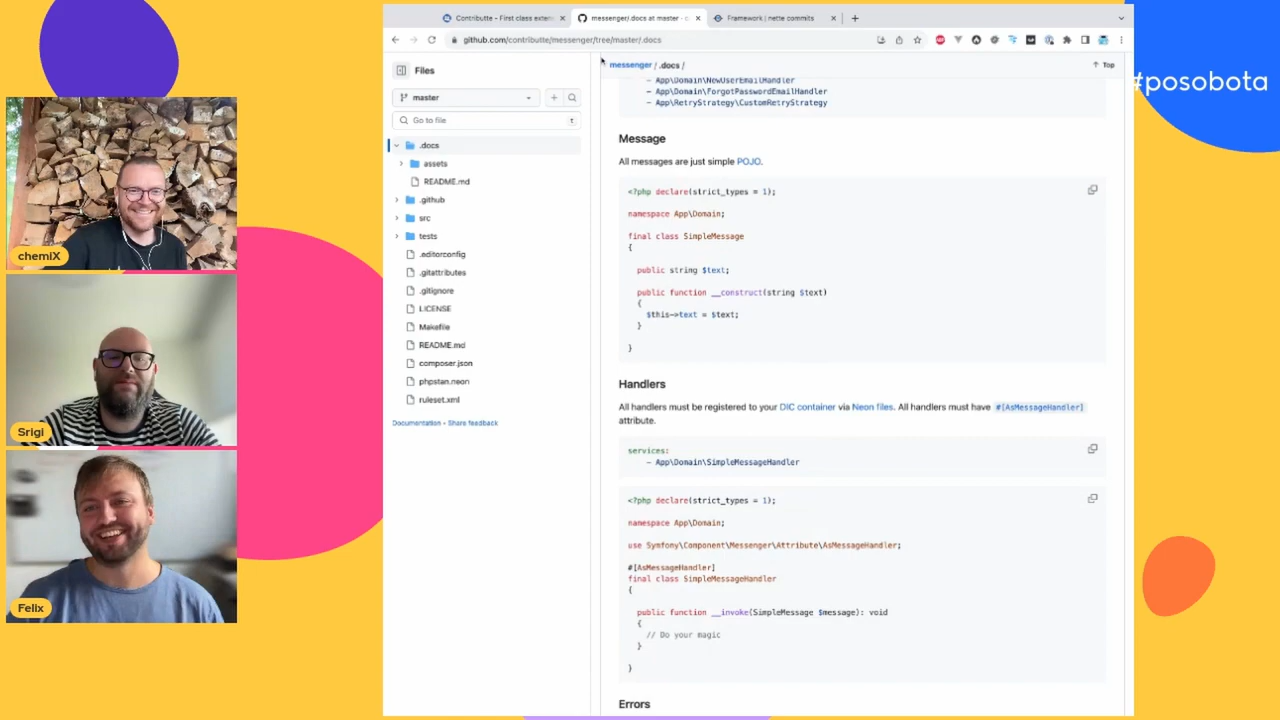 Contributte - First class exten
messenger/.docs at master · c
Framework | nette commits
github.com/contributte/messenger/tree/master/.docs
#posobota
chemiX
Srigi
Felix
Files
master
Go to file
t
.docs
assets
README.md
.github
src
tests
.editorconfig
.gitattributes
.gitignore
LICENSE
Makefile
README.md
composer.json
phpstan.neon
ruleset.xml
Documentation • Share feedback
messenger / .docs /
↑ Top
- App\Domain\NewUserEmailHandler
- App\Domain\ForgotPasswordEmailHandler
- App\RetryStrategy\CustomRetryStrategy
Message
All messages are just simple POJO.
<?php declare(strict_types = 1);
namespace App\Domain;
final class SimpleMessage
{
public string $text;
public function __construct(string $text)
{
$this->text = $text;
}
}
Handlers
All handlers must be registered to your DIC container via Neon files. All handlers must have #[AsMessageHandler]
attribute.
services:
- App\Domain\SimpleMessageHandler
<?php declare(strict_types = 1);
namespace App\Domain;
use Symfony\Component\Messenger\Attribute\AsMessageHandler;
#[AsMessageHandler]
final class SimpleMessageHandler
{
public function __invoke(SimpleMessage $message): void
{
// Do your magic
}
}
Errors